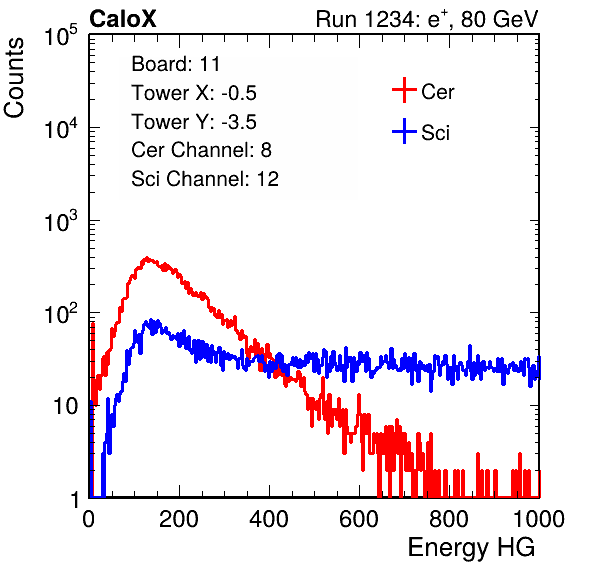 CaloX Run 1234: e⁺, 80 GeV
Counts
10⁵
10⁴
10³
10²
10
1
Board: 11
Tower X: -0.5
Tower Y: -3.5
Cer Channel: 8
Sci Channel: 12
Cer
Sci
0 200 400 600 800 1000
Energy HG